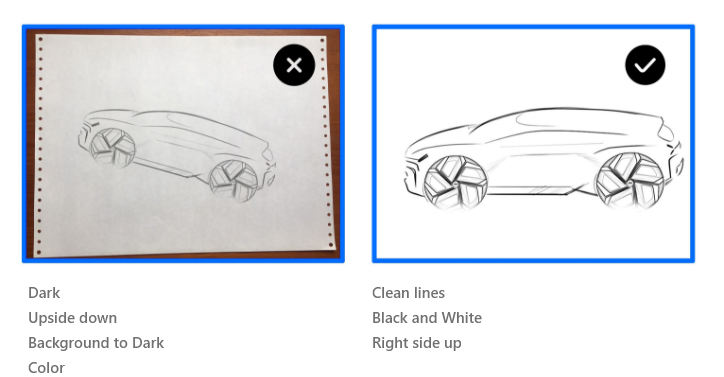 Dark
Upside down
Background to Dark
Color
Clean lines
Black and White
Right side up